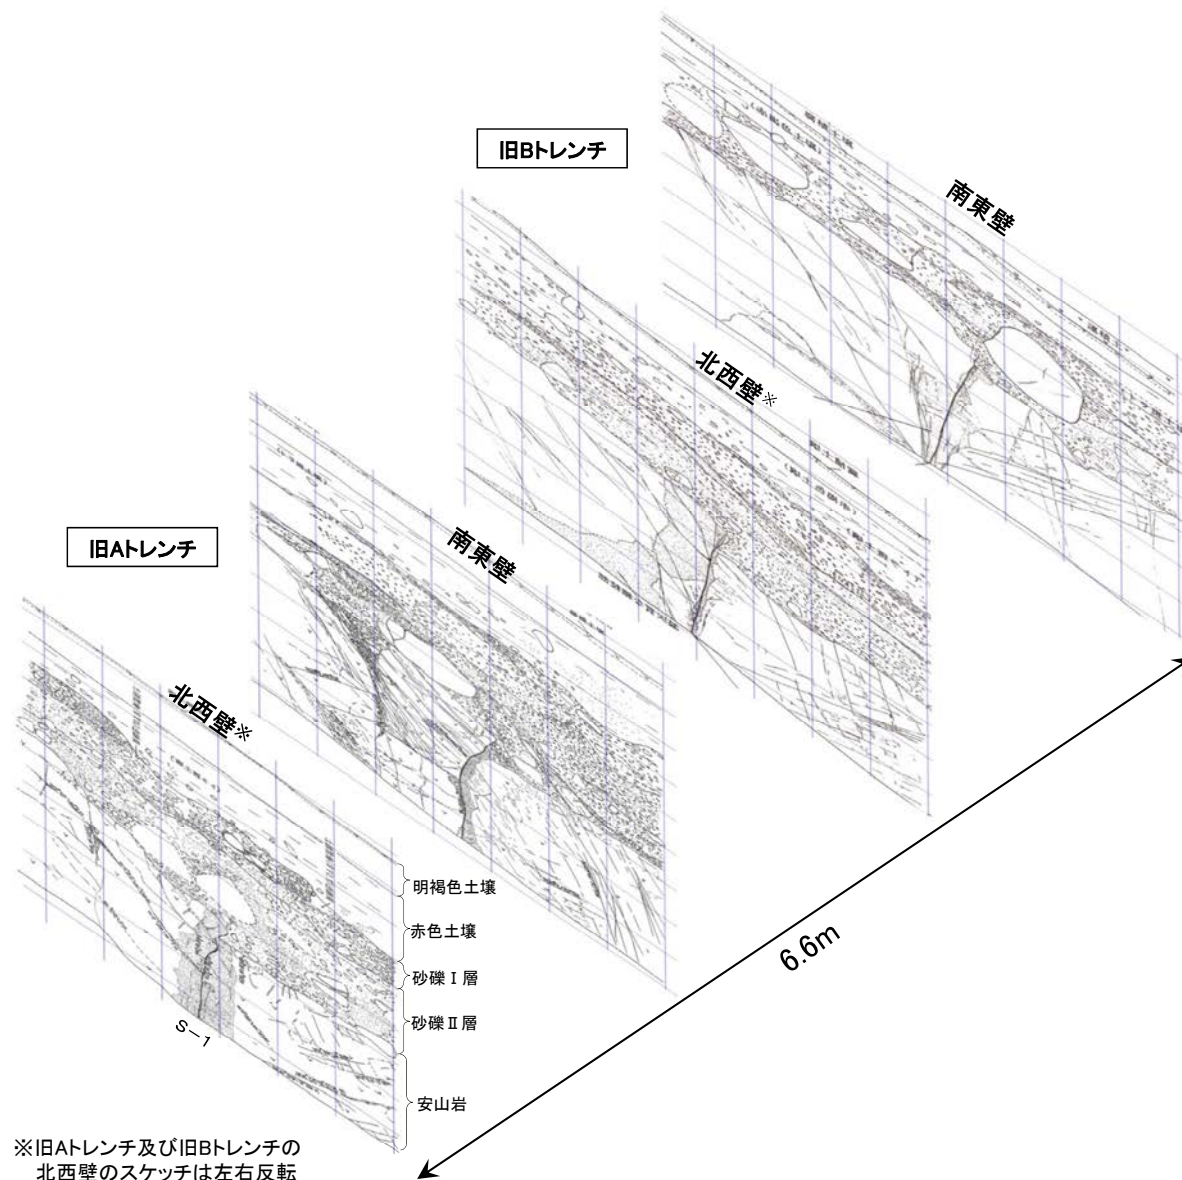 旧Bトレンチ
南東壁
北西壁※
旧Aトレンチ
南東壁
北西壁※
明褐色土壌
赤色土壌
砂礫Ⅰ層
砂礫Ⅱ層
安山岩
S-1
6.6m
※旧Aトレンチ及び旧Bトレンチの
北西壁のスケッチは左右反転